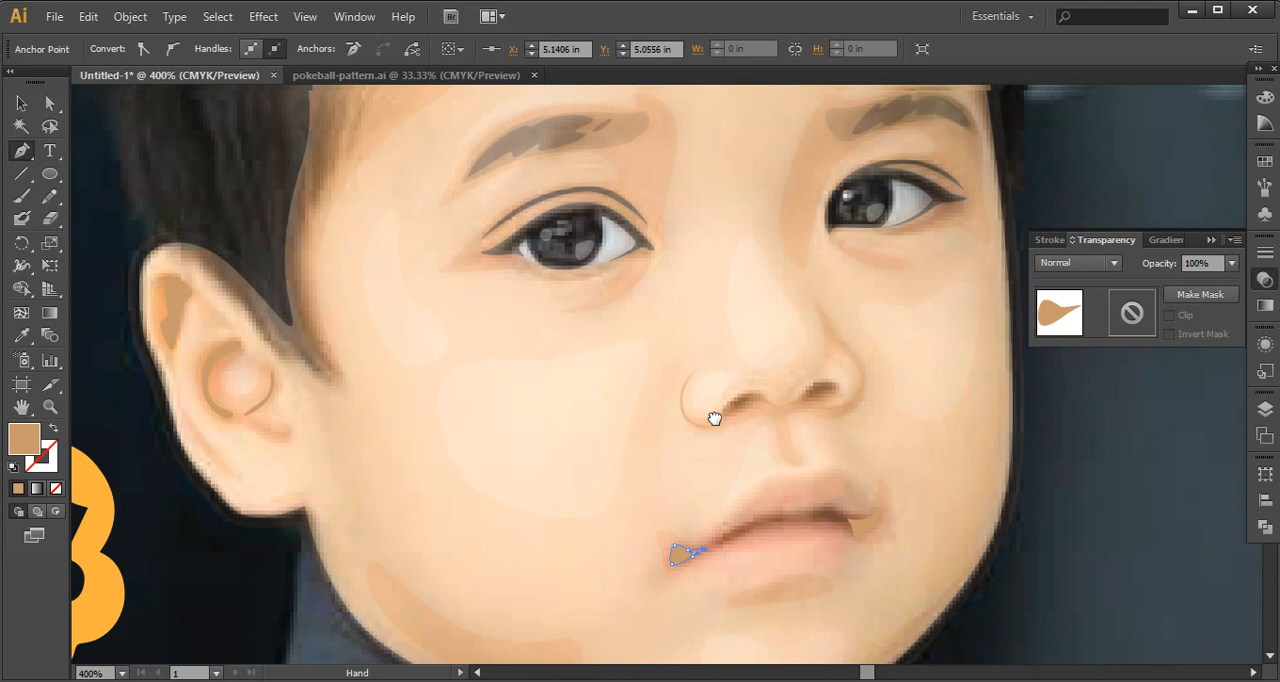 Ai File Edit Object Type Select Effect View Window Help Br Essentials
Anchor Point Convert: Handles: Anchors: X: 5.1406 in Y: 5.0556 in W: 0 in H: 0 in
Untitled-1* @ 400% (CMYK/Preview) × pokeball-pattern.ai @ 33.33% (CMYK/Preview) ×
T
Stroke Transparency Gradien
Normal Opacity: 100%
Make Mask
Clip
Invert Mask
400% 1 Hand